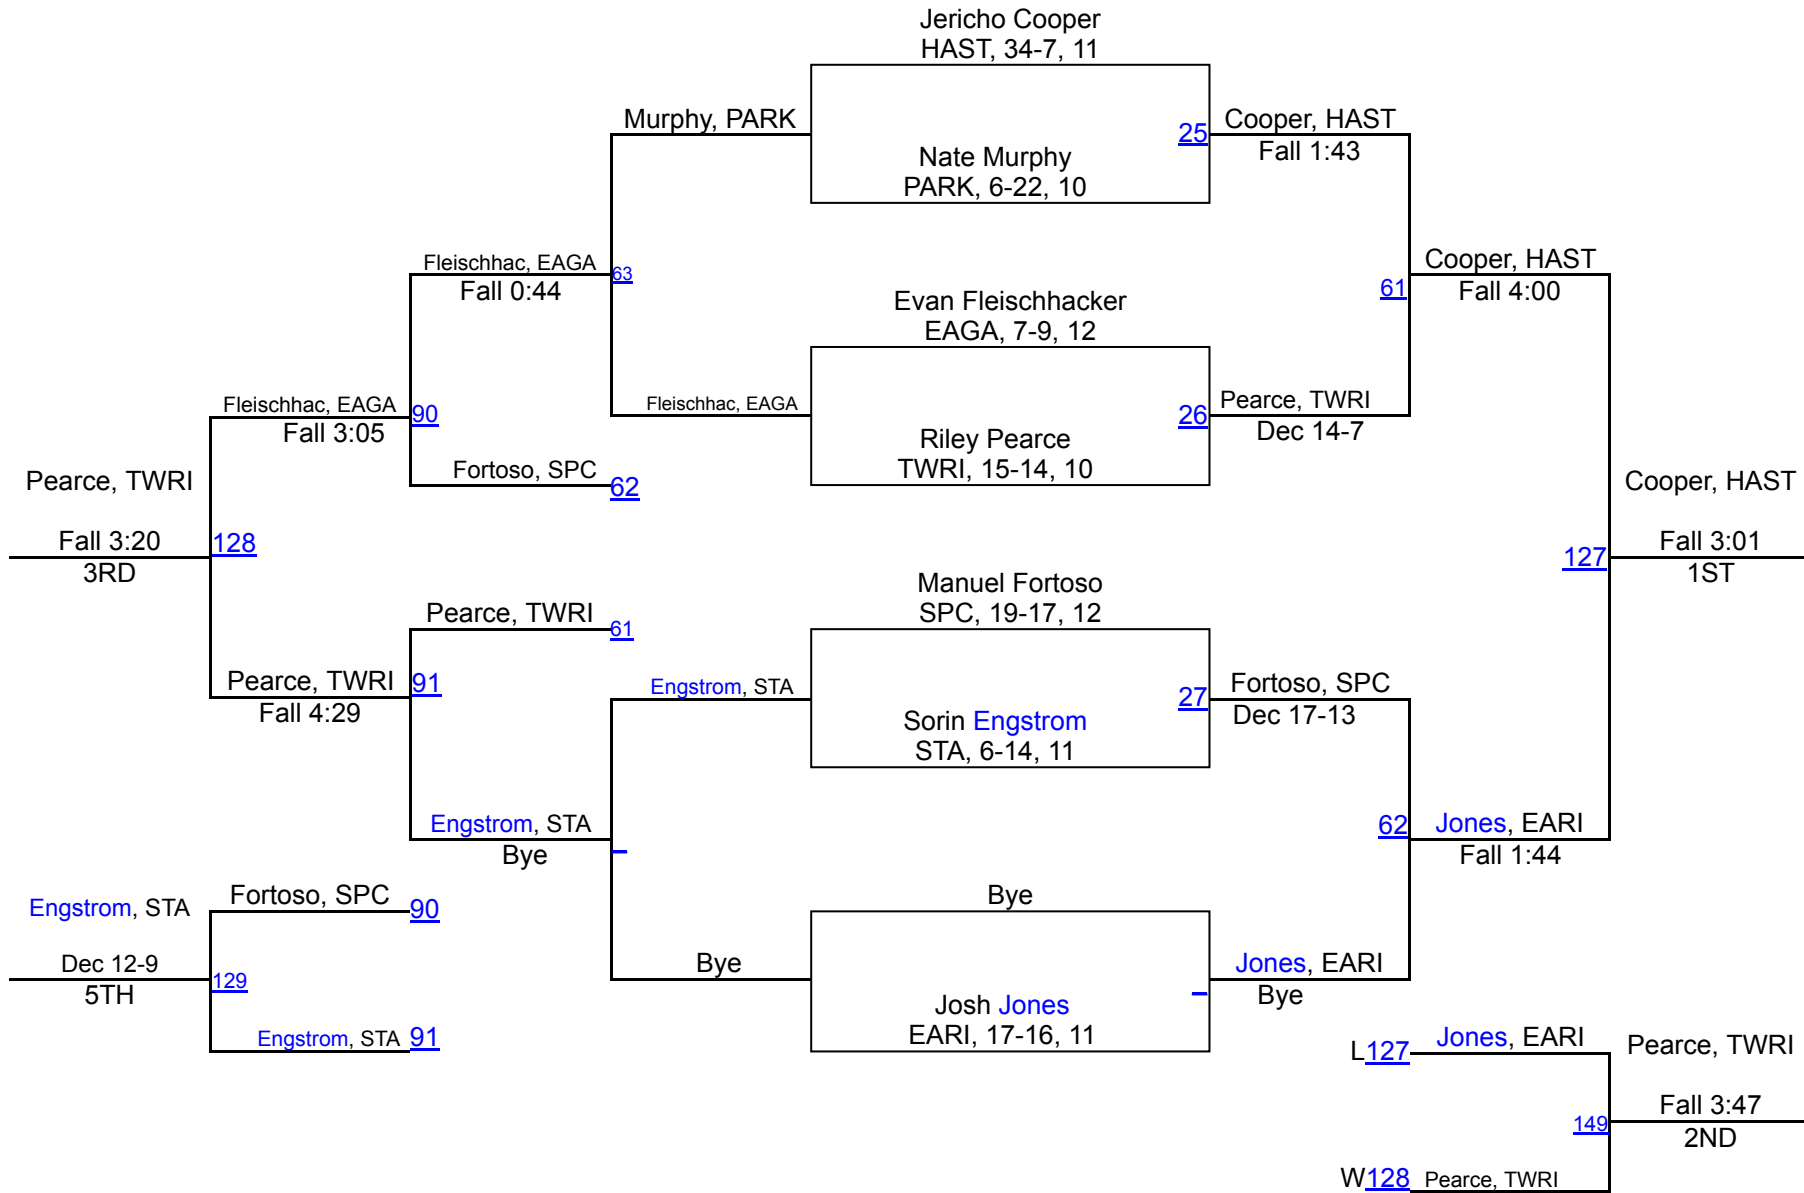 Jericho Cooper
HAST, 34-7, 11
Murphy, PARK
25
Cooper, HAST
Fall 1:43
Nate Murphy
PARK, 6-22, 10
Fleischhac, EAGA
63
Fall 0:44
Cooper, HAST
61
Fall 4:00
Evan Fleischhacker
EAGA, 7-9, 12
Fleischhac, EAGA
90
Fall 3:05
Fleischhac, EAGA
26
Pearce, TWRI
Dec 14-7
Riley Pearce
TWRI, 15-14, 10
Fortoso, SPC
62
Pearce, TWRI
Fall 3:20
128
3RD
Cooper, HAST
127
Fall 3:01
1ST
Manuel Fortoso
SPC, 19-17, 12
Pearce, TWRI
61
Pearce, TWRI
91
Fall 4:29
Engstrom, STA
27
Fortoso, SPC
Dec 17-13
Sorin Engstrom
STA, 6-14, 11
Engstrom, STA
Bye
62
Jones, EARI
Fall 1:44
Engstrom, STA
Fortoso, SPC
90
Bye
Dec 12-9
129
5TH
Bye
Jones, EARI
Bye
Josh Jones
EARI, 17-16, 11
Engstrom, STA
91
L127
Jones, EARI
Pearce, TWRI
149
Fall 3:47
2ND
W128
Pearce, TWRI